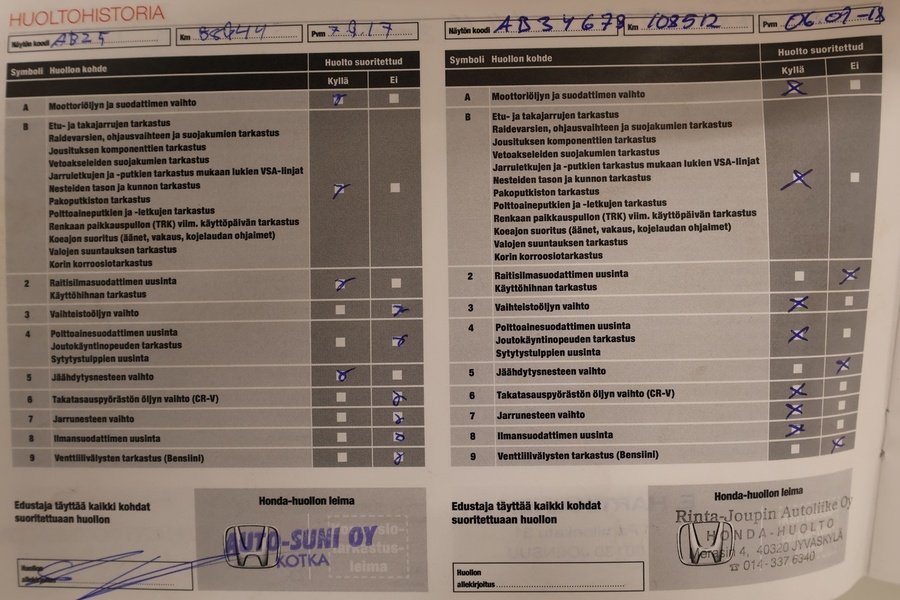 HUOLTOHISTORIA
Näytön koodi AB25 Km 88944 Pvm 7.9.17
Symboli Huollon kohde Huolto suoritettud
Kyllä Ei
A Moottoriöljyn ja suodattimen vaihto
B Etu- ja takajarrujen tarkastus
Raidevarsien, ohjausvaihteen ja suojakumien tarkastus
Jousituksen komponenttien tarkastus
Vetoakseleiden suojakumien tarkastus
Jarruletkujen ja -putkien tarkastus mukaan lukien VSA-linjat
Nesteiden tason ja kunnon tarkastus
Pakoputkiston tarkastus
Polttoaineputkien ja -letkujen tarkastus
Renkaan paikkauspullon (TRK) viim. käyttöpäivän tarkastus
Koeajon suoritus (äänet, vakaus, kojelaudan ohjaimet)
Valojen suuntauksen tarkastus
Korin korroosiotarkastus
2 Raitisilmasuodattimen uusinta
Käyttöhihnan tarkastus
3 Vaihteistoöljyn vaihto
4 Polttoainesuodattimen uusinta
Joutokäyntinopeuden tarkastus
Sytytystulppien uusinta
5 Jäähdytysnesteen vaihto
6 Takatasauspyörästön öljyn vaihto (CR-V)
7 Jarrunesteen vaihto
8 Ilmansuodattimen uusinta
9 Venttiilivälysten tarkastus (Bensiini)
Edustaja täyttää kaikki kohdat
suoritettuaan huollon
Honda-huollon leima
AUTO-SUNI OY
KOTKA
Huollon
allekirjoitus
Näytön koodi AB34678 Km 108512 Pvm 06.09-18
Symboli Huollon kohde Huolto suoritettud
Kyllä Ei
A Moottoriöljyn ja suodattimen vaihto
B Etu- ja takajarrujen tarkastus
Raidevarsien, ohjausvaihteen ja suojakumien tarkastus
Jousituksen komponenttien tarkastus
Vetoakseleiden suojakumien tarkastus
Jarruletkujen ja -putkien tarkastus mukaan lukien VSA-linjat
Nesteiden tason ja kunnon tarkastus
Pakoputkiston tarkastus
Polttoaineputkien ja -letkujen tarkastus
Renkaan paikkauspullon (TRK) viim. käyttöpäivän tarkastus
Koeajon suoritus (äänet, vakaus, kojelaudan ohjaimet)
Valojen suuntauksen tarkastus
Korin korroosiotarkastus
2 Raitisilmasuodattimen uusinta
Käyttöhihnan tarkastus
3 Vaihteistoöljyn vaihto
4 Polttoainesuodattimen uusinta
Joutokäyntinopeuden tarkastus
Sytytystulppien uusinta
5 Jäähdytysnesteen vaihto
6 Takatasauspyörästön öljyn vaihto (CR-V)
7 Jarrunesteen vaihto
8 Ilmansuodattimen uusinta
9 Venttiilivälysten tarkastus (Bensiini)
Edustaja täyttää kaikki kohdat
suoritettuaan huollon
Honda-huollon leima
Rinta-Joupin Autoliike Oy
HONDA-HUOLTO
Vorasin 4, 40320 JYVÄSKYLÄ
☎ 014-337 6340
Huollon
allekirjoitus